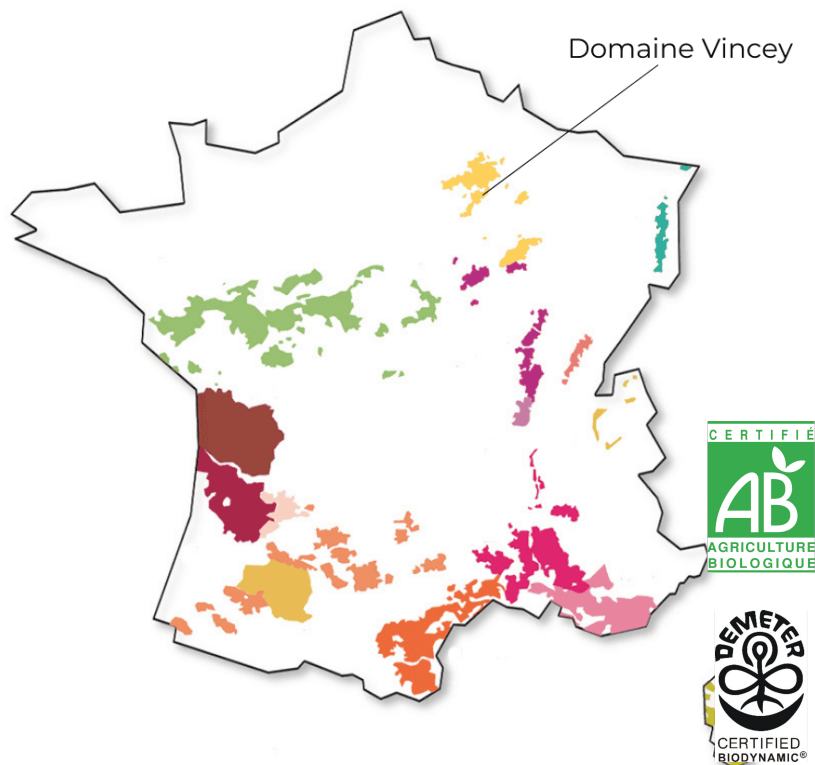 Domaine Vincey
CERTIFIÉ
AB
AGRICULTURE
BIOLOGIQUE
DEMETER
CERTIFIED
BIODYNAMIC®